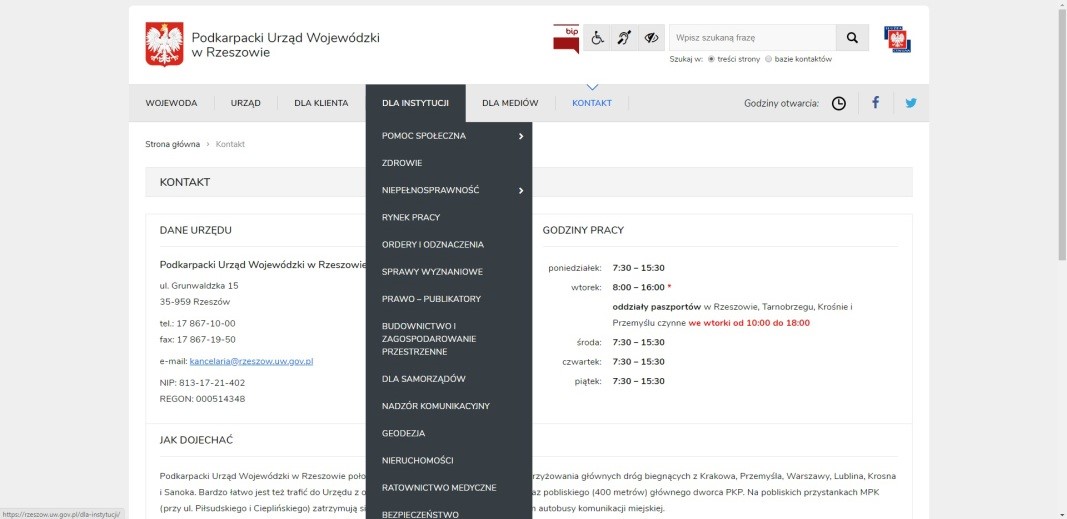 Podkarpacki Urząd Wojewódzki
w Rzeszowie
bip
Wpisz szukaną frazę
Szukaj w: treści strony bazie kontaktów
WOJEWODA URZĄD DLA KLIENTA DLA INSTYTUCJI DLA MEDIÓW KONTAKT Godziny otwarcia:
POMOC SPOŁECZNA
ZDROWIE
NIEPEŁNOSPRAWNOŚĆ
RYNEK PRACY
ORDERY I ODZNACZENIA
SPRAWY WYZNANIOWE
PRAWO – PUBLIKATORY
BUDOWNICTWO I
ZAGOSPODAROWANIE
PRZESTRZENNE
DLA SAMORZĄDÓW
NADZÓR KOMUNIKACYJNY
GEODEZJA
NIERUCHOMOŚCI
RATOWNICTWO MEDYCZNE
BEZPIECZEŃSTWO
Strona główna › Kontakt
KONTAKT
DANE URZĘDU
Podkarpacki Urząd Wojewódzki w Rzeszowie
ul. Grunwaldzka 15
35-959 Rzeszów
tel.: 17 867-10-00
fax: 17 867-19-50
e-mail: kancelaria@rzeszow.uw.gov.pl
NIP: 813-17-21-402
REGON: 000514348
GODZINY PRACY
poniedziałek: 7:30 – 15:30
wtorek: 8:00 – 16:00 *
oddziały paszportów w Rzeszowie, Tarnobrzegu, Krośnie i
Przemyślu czynne we wtorki od 10:00 do 18:00
środa: 7:30 – 15:30
czwartek: 7:30 – 15:30
piątek: 7:30 – 15:30
JAK DOJECHAĆ
Podkarpacki Urząd Wojewódzki w Rzeszowie poło rzyżowania głównych dróg biegnących z Krakowa, Przemyśla, Warszawy, Lublina, Krosna
i Sanoka. Bardzo łatwo jest też trafić do Urzędu z o az pobliskiego (400 metrów) głównego dworca PKP. Na pobliskich przystankach MPK
(przy ul. Piłsudskiego i Cieplińskiego) zatrzymują si autobusy komunikacji miejskiej.
https://rzeszow.uw.gov.pl/dla-instytucji/